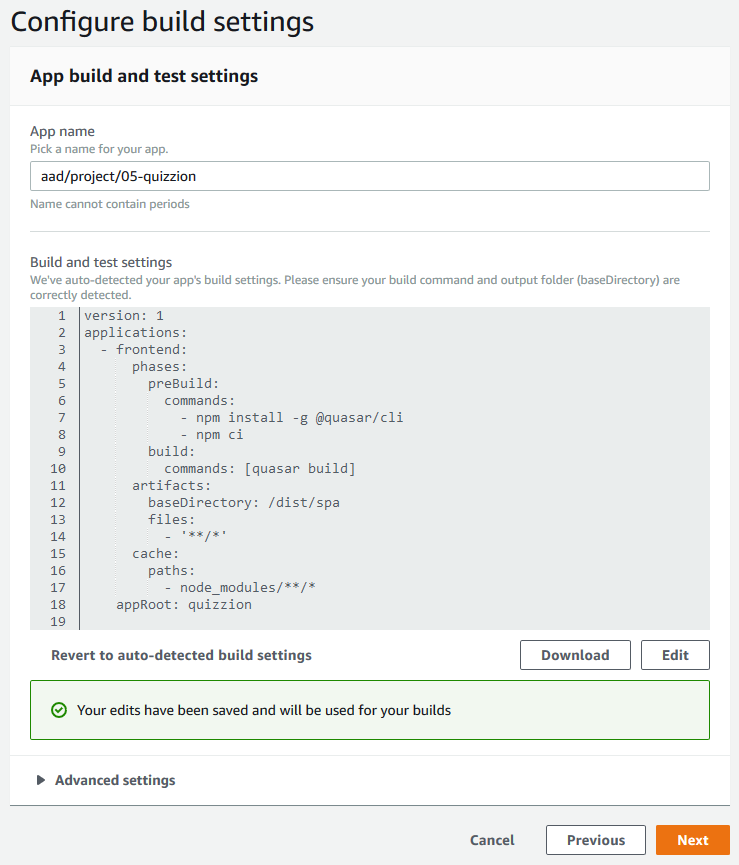 Configure build settings
App build and test settings
App name
Pick a name for your app.
aad/project/05-quizzion
Name cannot contain periods
Build and test settings
We've auto-detected your app's build settings. Please ensure your build command and output folder (baseDirectory) are
correctly detected.
1 version: 1
2 applications:
3   - frontend:
4       phases:
5         preBuild:
6           commands:
7             - npm install -g @quasar/cli
8             - npm ci
9         build:
10           commands: [quasar build]
11       artifacts:
12         baseDirectory: /dist/spa
13         files:
14           - '**/*'
15       cache:
16         paths:
17           - node_modules/**/*
18     appRoot: quizzion
19
Revert to auto-detected build settings Download Edit
Your edits have been saved and will be used for your builds
Advanced settings
Cancel Previous Next